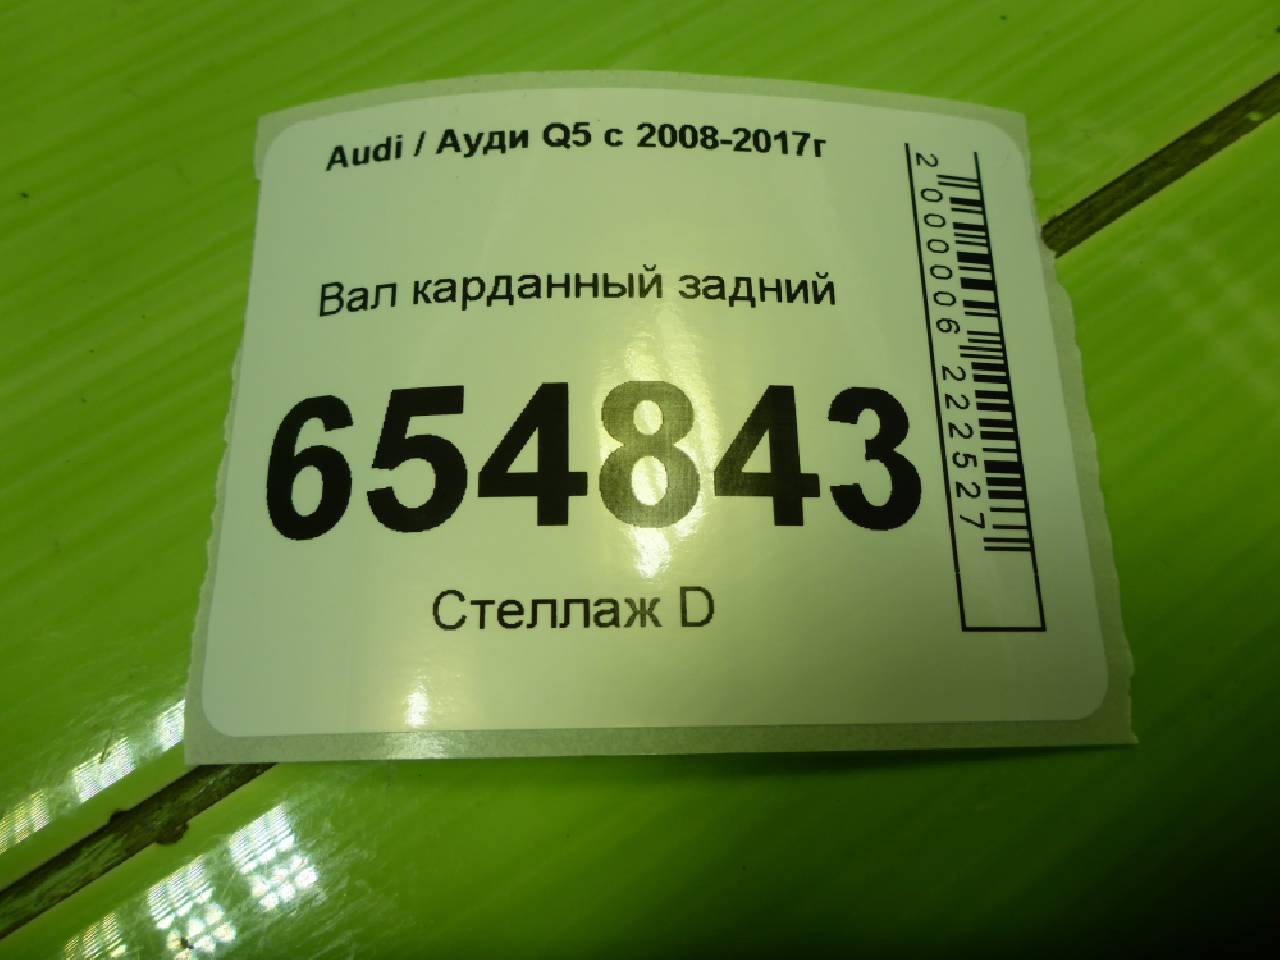 Audi / Ауди Q5 с 2008-2017г
Вал карданный задний
654843
Стеллаж D
2000006222527